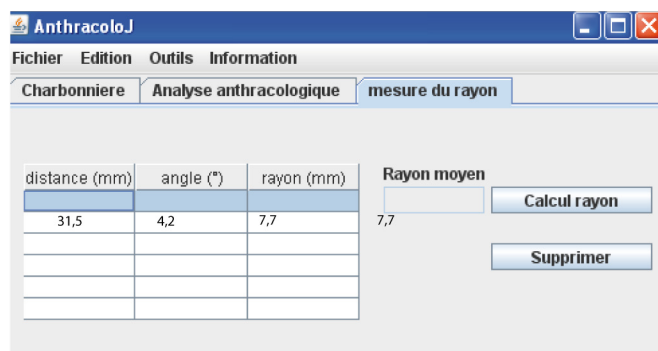 AnthracoloJ
Fichier Edition Outils Information
Charbonniere Analyse anthracologique mesure du rayon
distance (mm) angle (°) rayon (mm) Rayon moyen
Calcul rayon
31,5 4,2 7,7 7,7
Supprimer